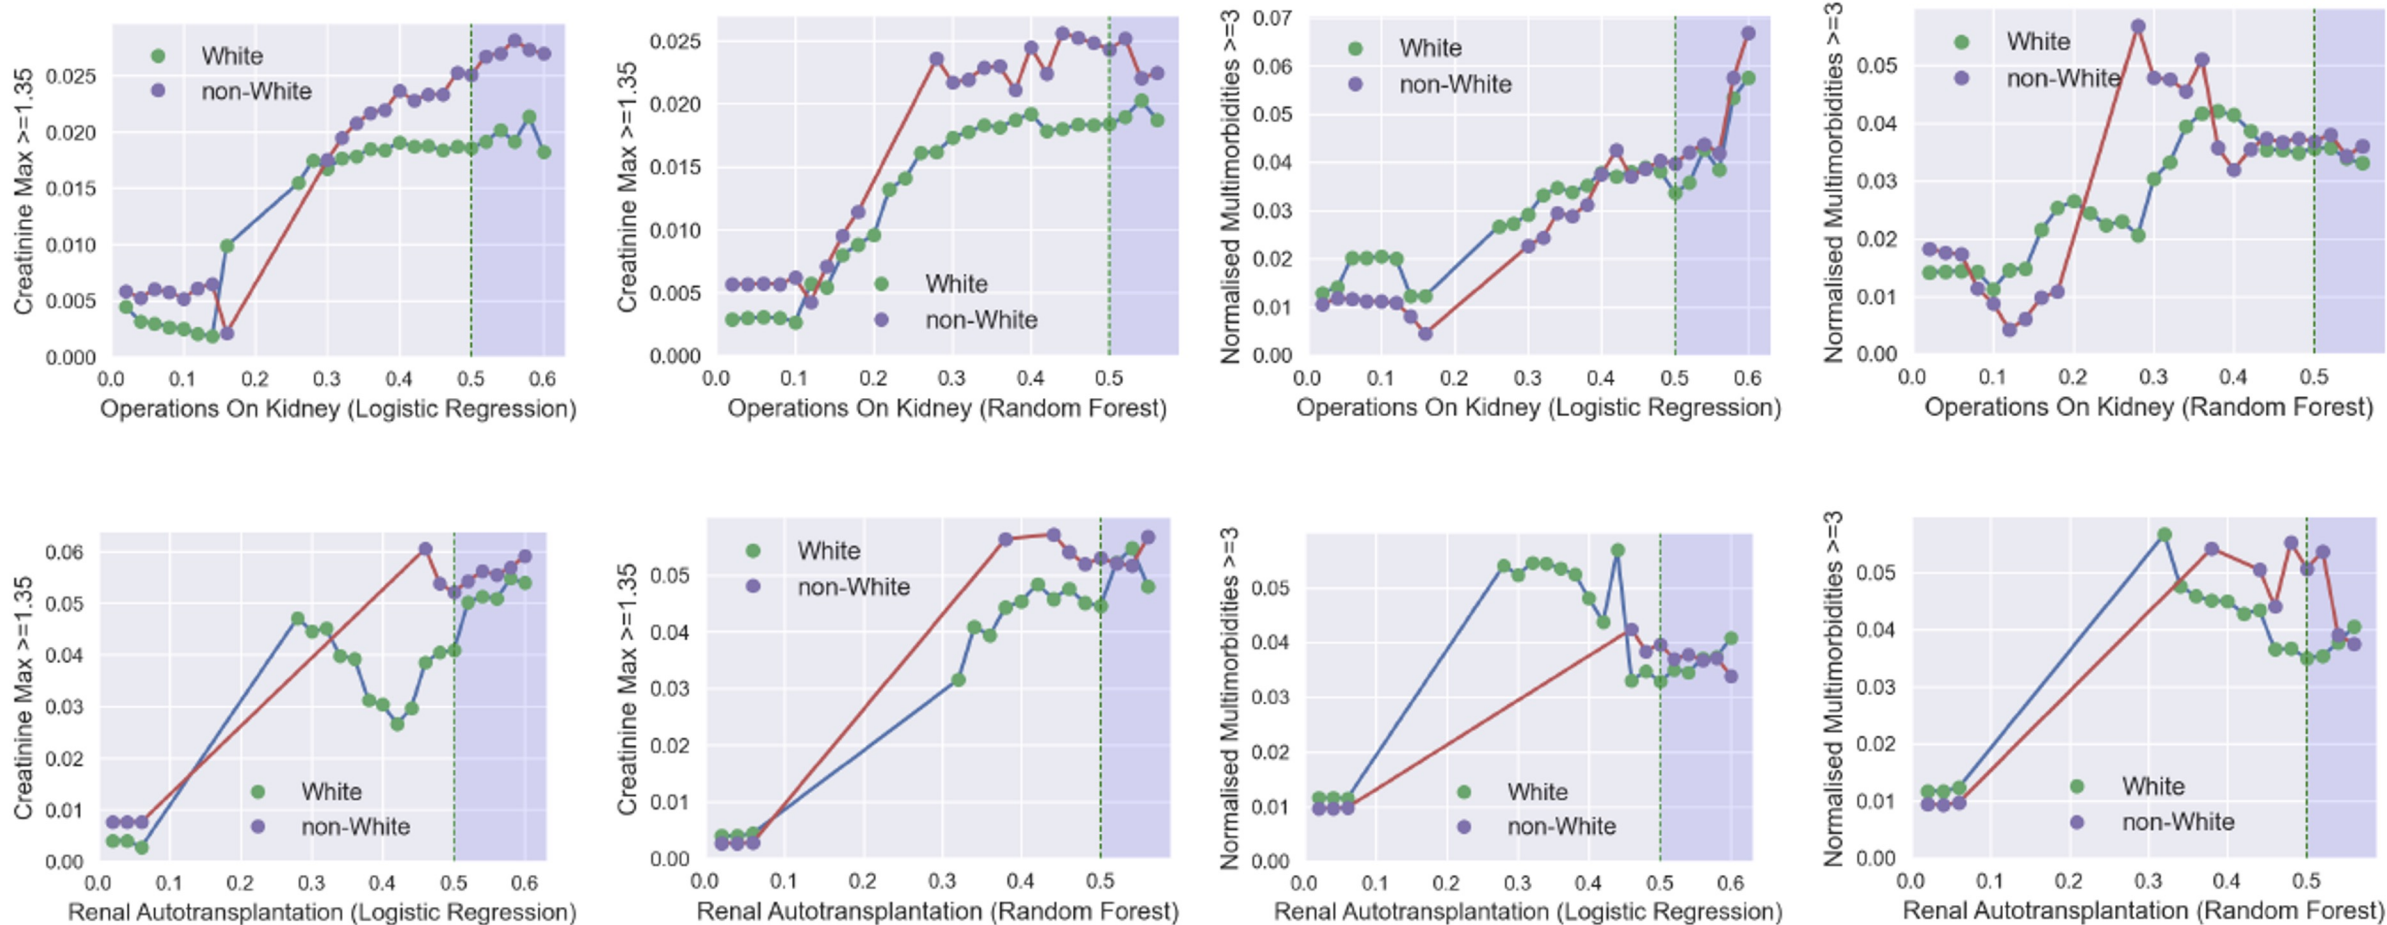 Creatinine Max >=1.35
0.025
0.020
0.015
0.010
0.005
0.000
White
non-White
0.0 0.1 0.2 0.3 0.4 0.5 0.6
Operations On Kidney (Logistic Regression)
Creatinine Max >=1.35
0.025
0.020
0.015
0.010
0.005
0.000
White
non-White
0.0 0.1 0.2 0.3 0.4 0.5
Operations On Kidney (Random Forest)
Normalised Multimorbidities >=3
0.07
0.06
0.05
0.04
0.03
0.02
0.01
0.00
White
non-White
0.0 0.1 0.2 0.3 0.4 0.5 0.6
Operations On Kidney (Logistic Regression)
Normalised Multimorbidities >=3
0.05
0.04
0.03
0.02
0.01
0.00
White
non-White
0.0 0.1 0.2 0.3 0.4 0.5
Operations On Kidney (Random Forest)
Creatinine Max >=1.35
0.06
0.05
0.04
0.03
0.02
0.01
0.00
White
non-White
0.0 0.1 0.2 0.3 0.4 0.5 0.6
Renal Autotransplantation (Logistic Regression)
Creatinine Max >=1.35
0.05
0.04
0.03
0.02
0.01
0.00
White
non-White
0.0 0.1 0.2 0.3 0.4 0.5
Renal Autotransplantation (Random Forest)
Normalised Multimorbidities >=3
0.05
0.04
0.03
0.02
0.01
0.00
White
non-White
0.0 0.1 0.2 0.3 0.4 0.5 0.6
Renal Autotransplantation (Logistic Regression)
Normalised Multimorbidities >=3
0.05
0.04
0.03
0.02
0.01
0.00
White
non-White
0.0 0.1 0.2 0.3 0.4 0.5
Renal Autotransplantation (Random Forest)